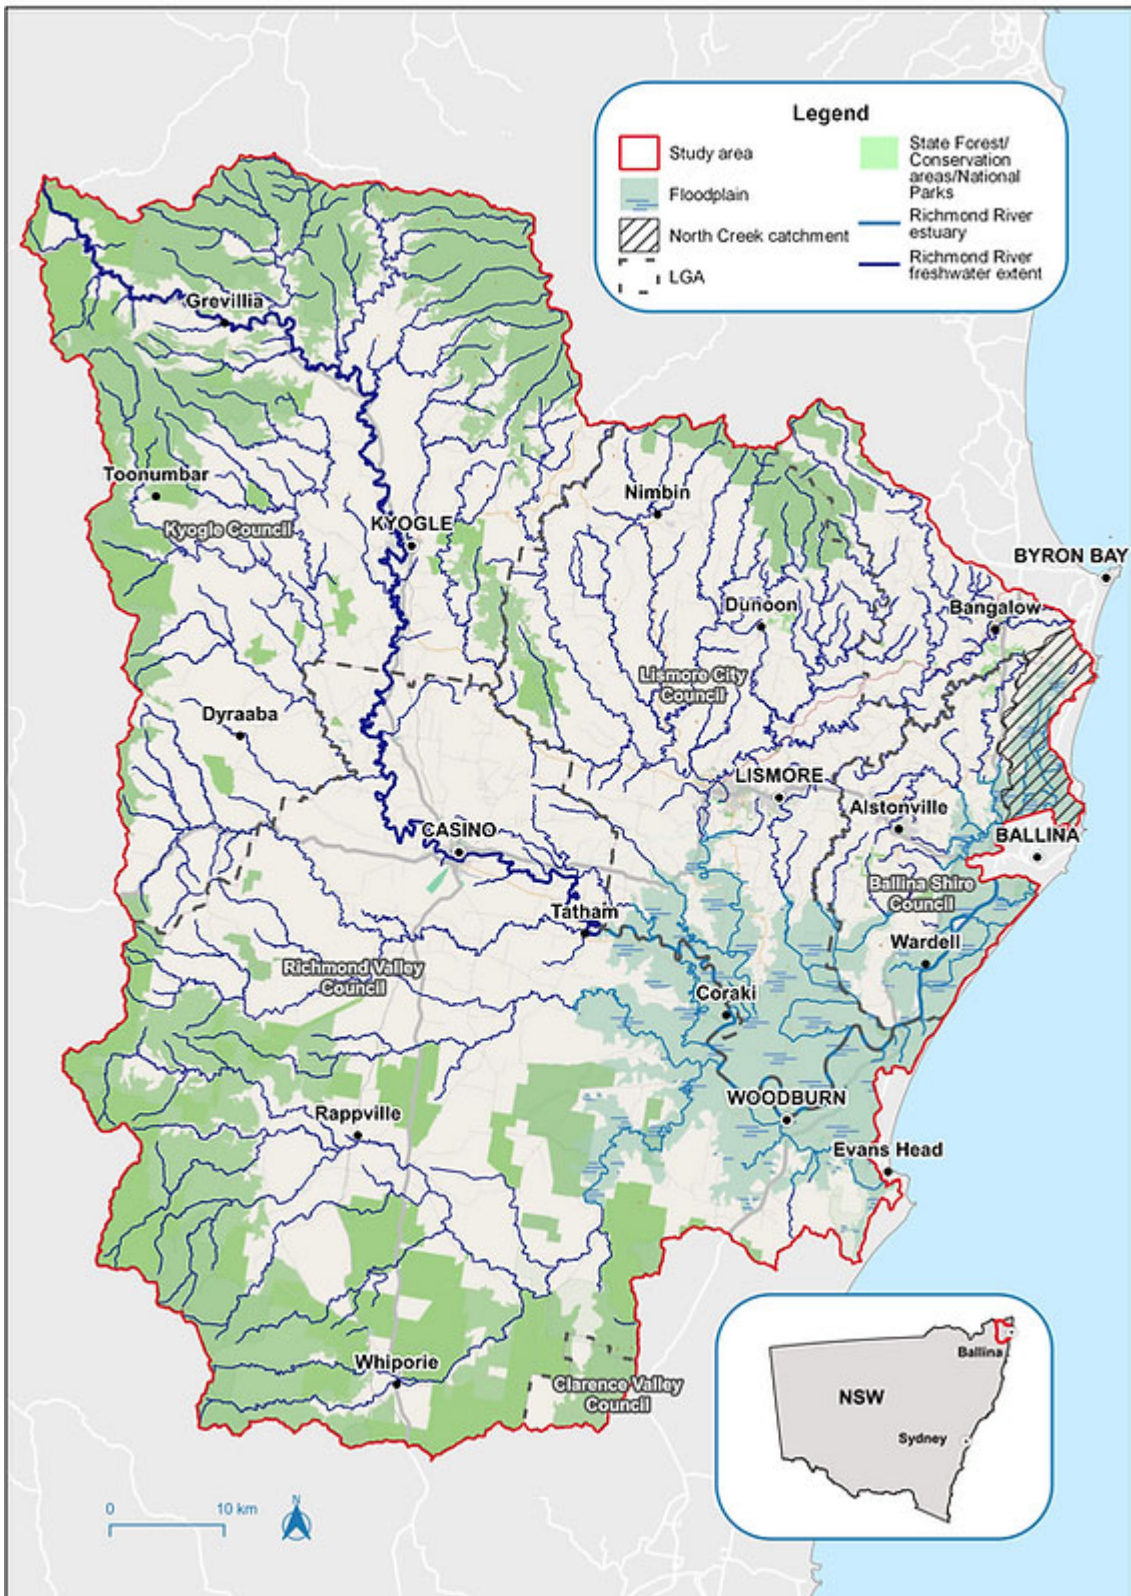 Legend
Study area
Floodplain
North Creek catchment
LGA
State Forest/
Conservation
areas/National
Parks
Richmond River
estuary
Richmond River
freshwater extent
Grevillia
Toonumbar
Kyogle Council
KYOGLE
Nimbin
BYRON BAY
Dunoon
Bangalow
Lismore City
Council
Dyraaba
LISMORE
Alstonville
CASINO
BALLINA
Ballina Shire
Council
Tatham
Wardell
Richmond Valley
Council
Coraki
WOODBURN
Rappville
Evans Head
Whiporie
Clarence Valley
Council
Ballina
NSW
Sydney
0 10 km
N